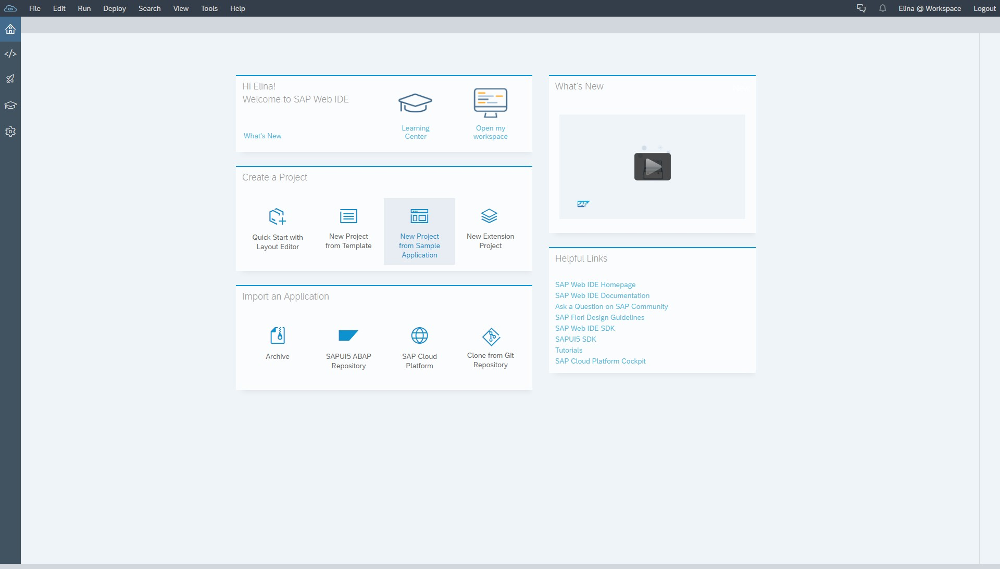 File Edit Run Deploy Search View Tools Help Elina @ Workspace Logout
Hi Elina!
Welcome to SAP Web IDE
What's New
Learning
Center
Open my
workspace
Create a Project
Quick Start with
Layout Editor
New Project
from Template
New Project
from Sample
Application
New Extension
Project
Import an Application
Archive
SAPUI5 ABAP
Repository
SAP Cloud
Platform
Clone from Git
Repository
What's New
SAP
Helpful Links
SAP Web IDE Homepage
SAP Web IDE Documentation
Ask a Question on SAP Community
SAP Fiori Design Guidelines
SAP Web IDE SDK
SAPUI5 SDK
Tutorials
SAP Cloud Platform Cockpit